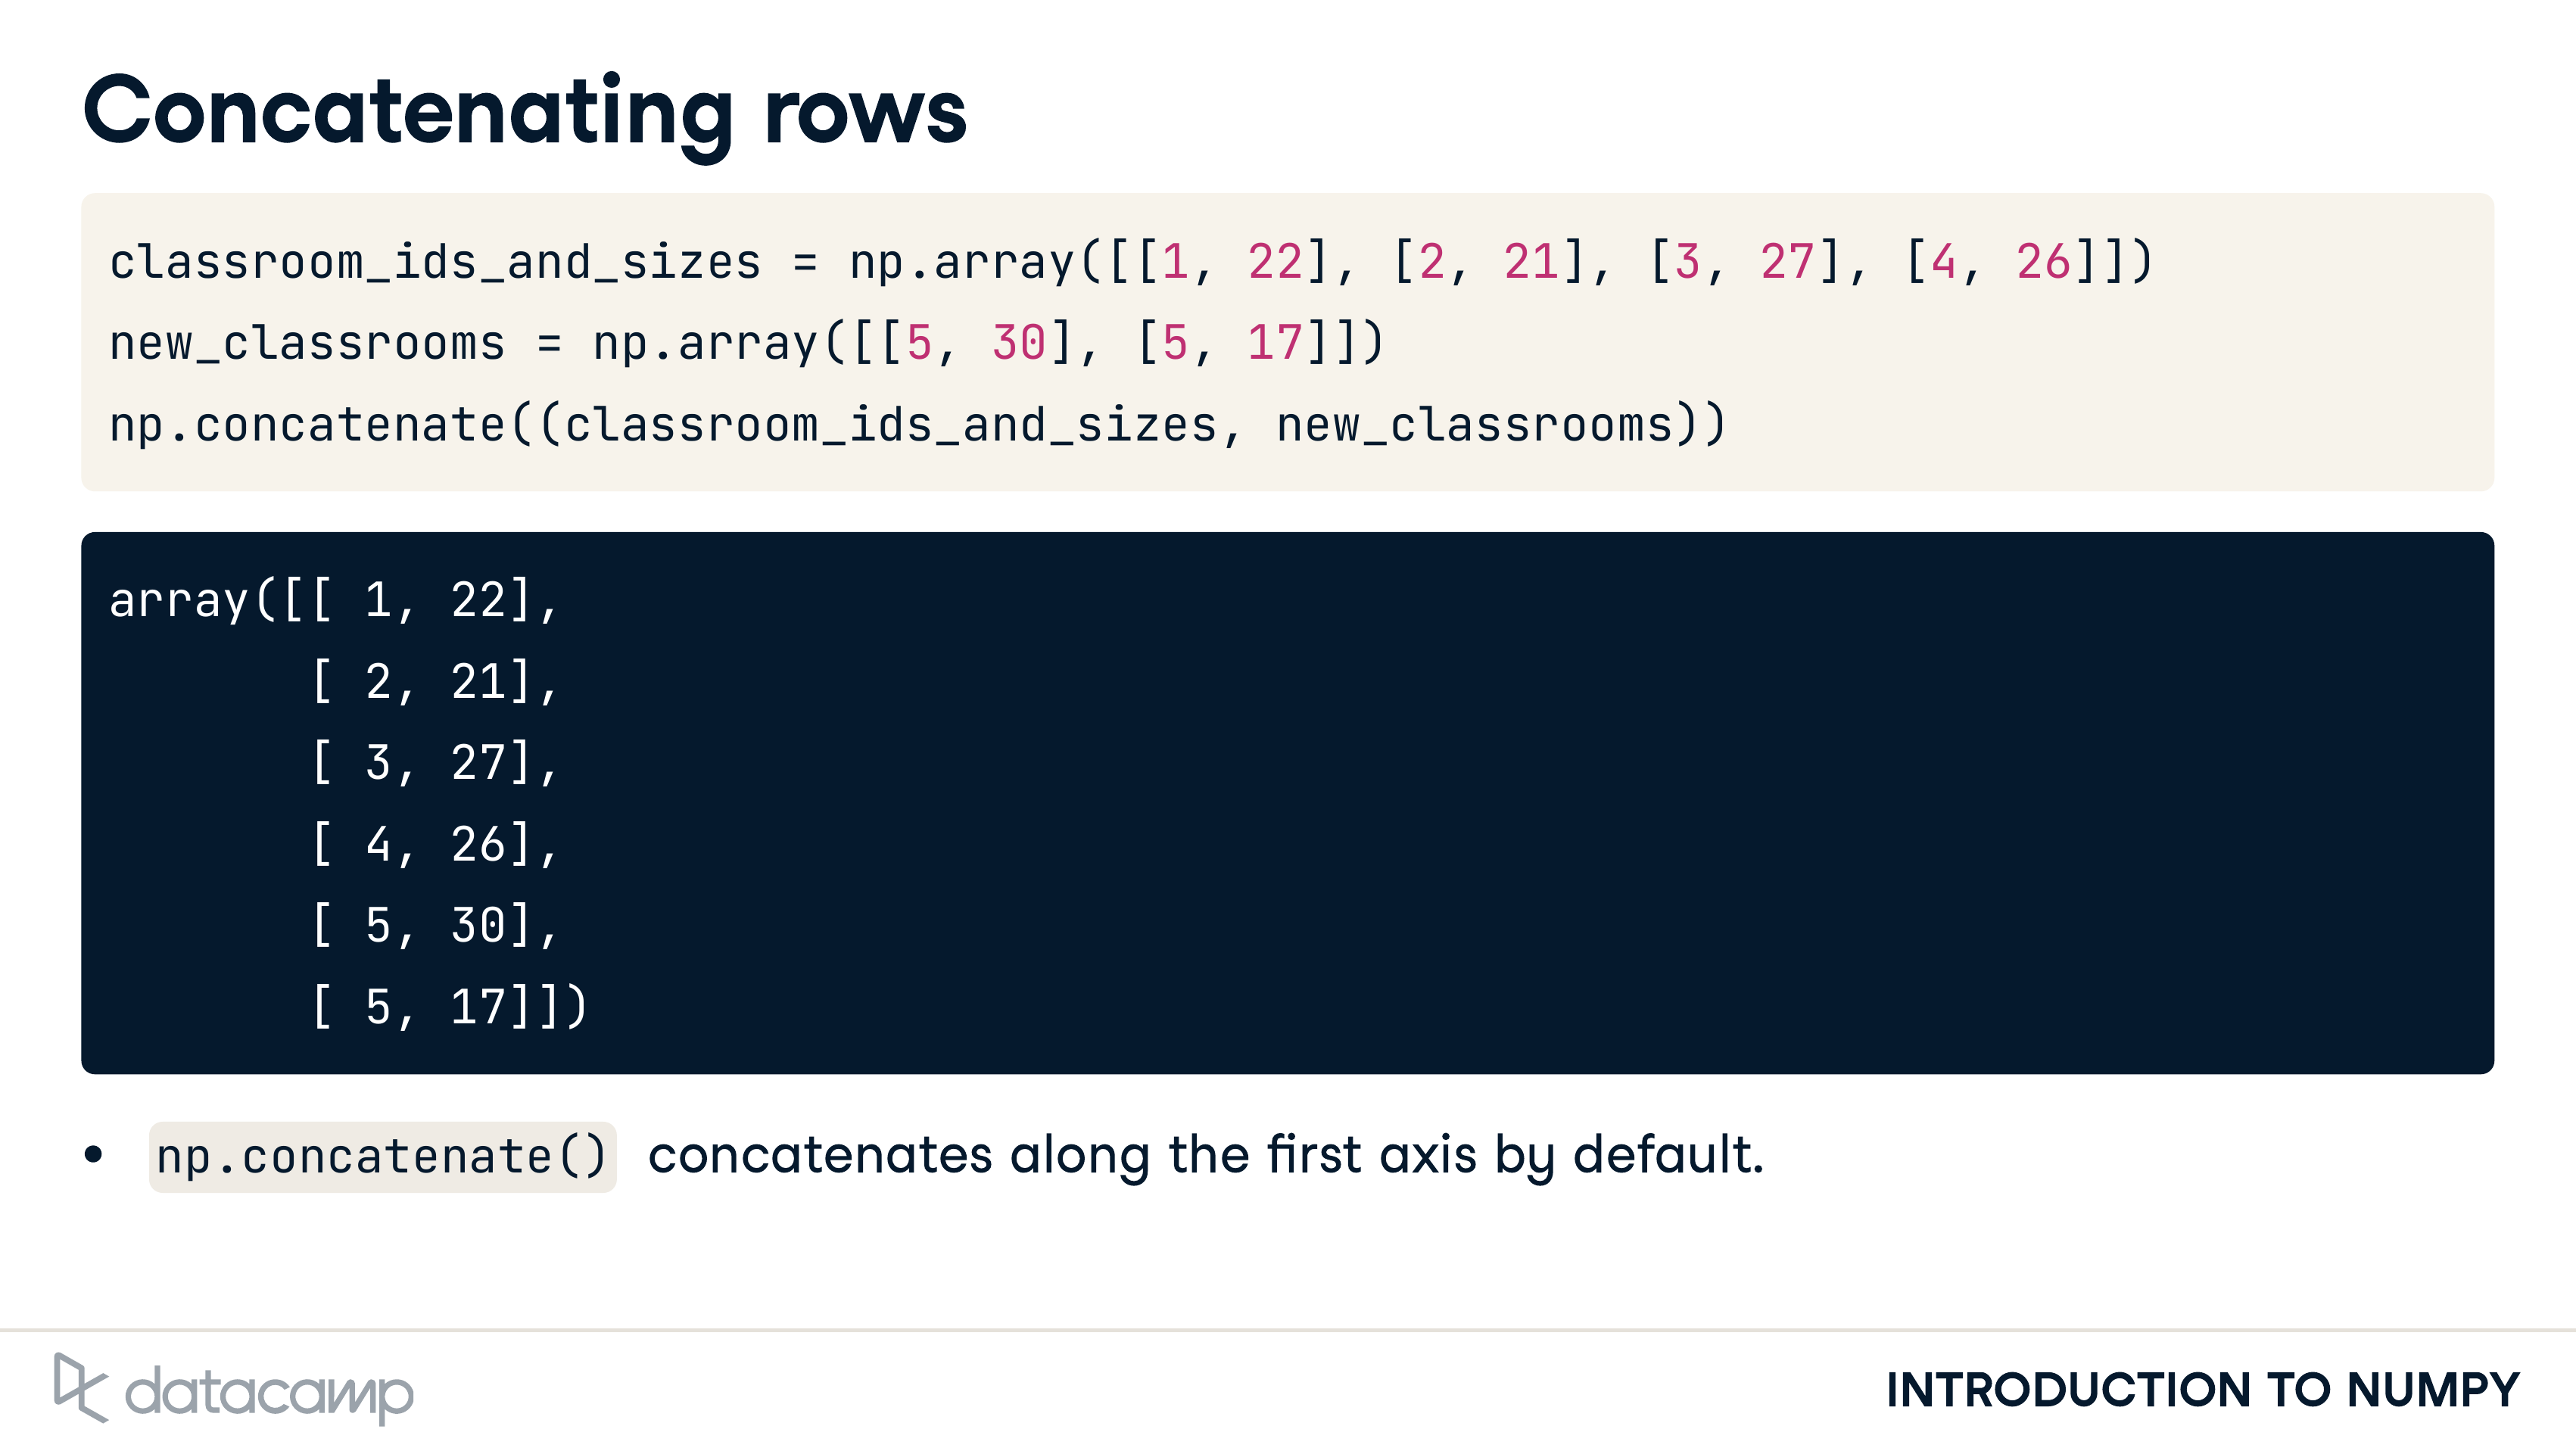 Concatenating rows
classroom_ids_and_sizes = np.array([[1, 22], [2, 21], [3, 27], [4, 26]])
new_classrooms = np.array([[5, 30], [5, 17]])
np.concatenate((classroom_ids_and_sizes, new_classrooms))
array([[ 1, 22],
       [ 2, 21],
       [ 3, 27],
       [ 4, 26],
       [ 5, 30],
       [ 5, 17]])
• np.concatenate() concatenates along the first axis by default.
datacamp
INTRODUCTION TO NUMPY